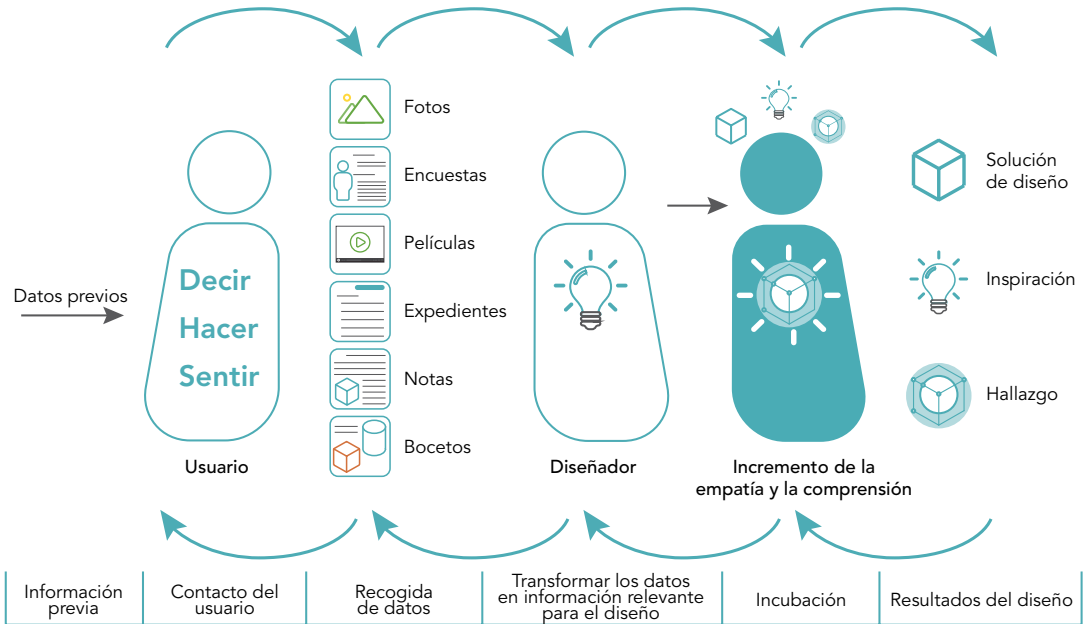 Datos previos
Decir
Hacer
Sentir
Usuario
Fotos
Encuestas
Películas
Expedientes
Notas
Bocetos
Diseñador
Incremento de la
empatía y la comprensión
Solución
de diseño
Inspiración
Hallazgo
Información
previa
Contacto del
usuario
Recogida
de datos
Transformar los datos
en información relevante
para el diseño
Incubación
Resultados del diseño